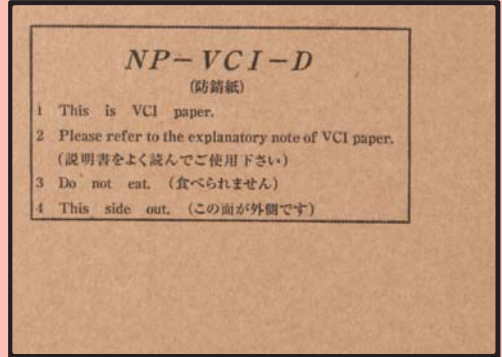 NP-VCI-D
(防錆紙)
1 This is VCI paper.
2 Please refer to the explanatory note of VCI paper.
(説明書をよく読んでご使用下さい)
3 Do not eat. (食べられません)
4 This side out. (この面が外側です)